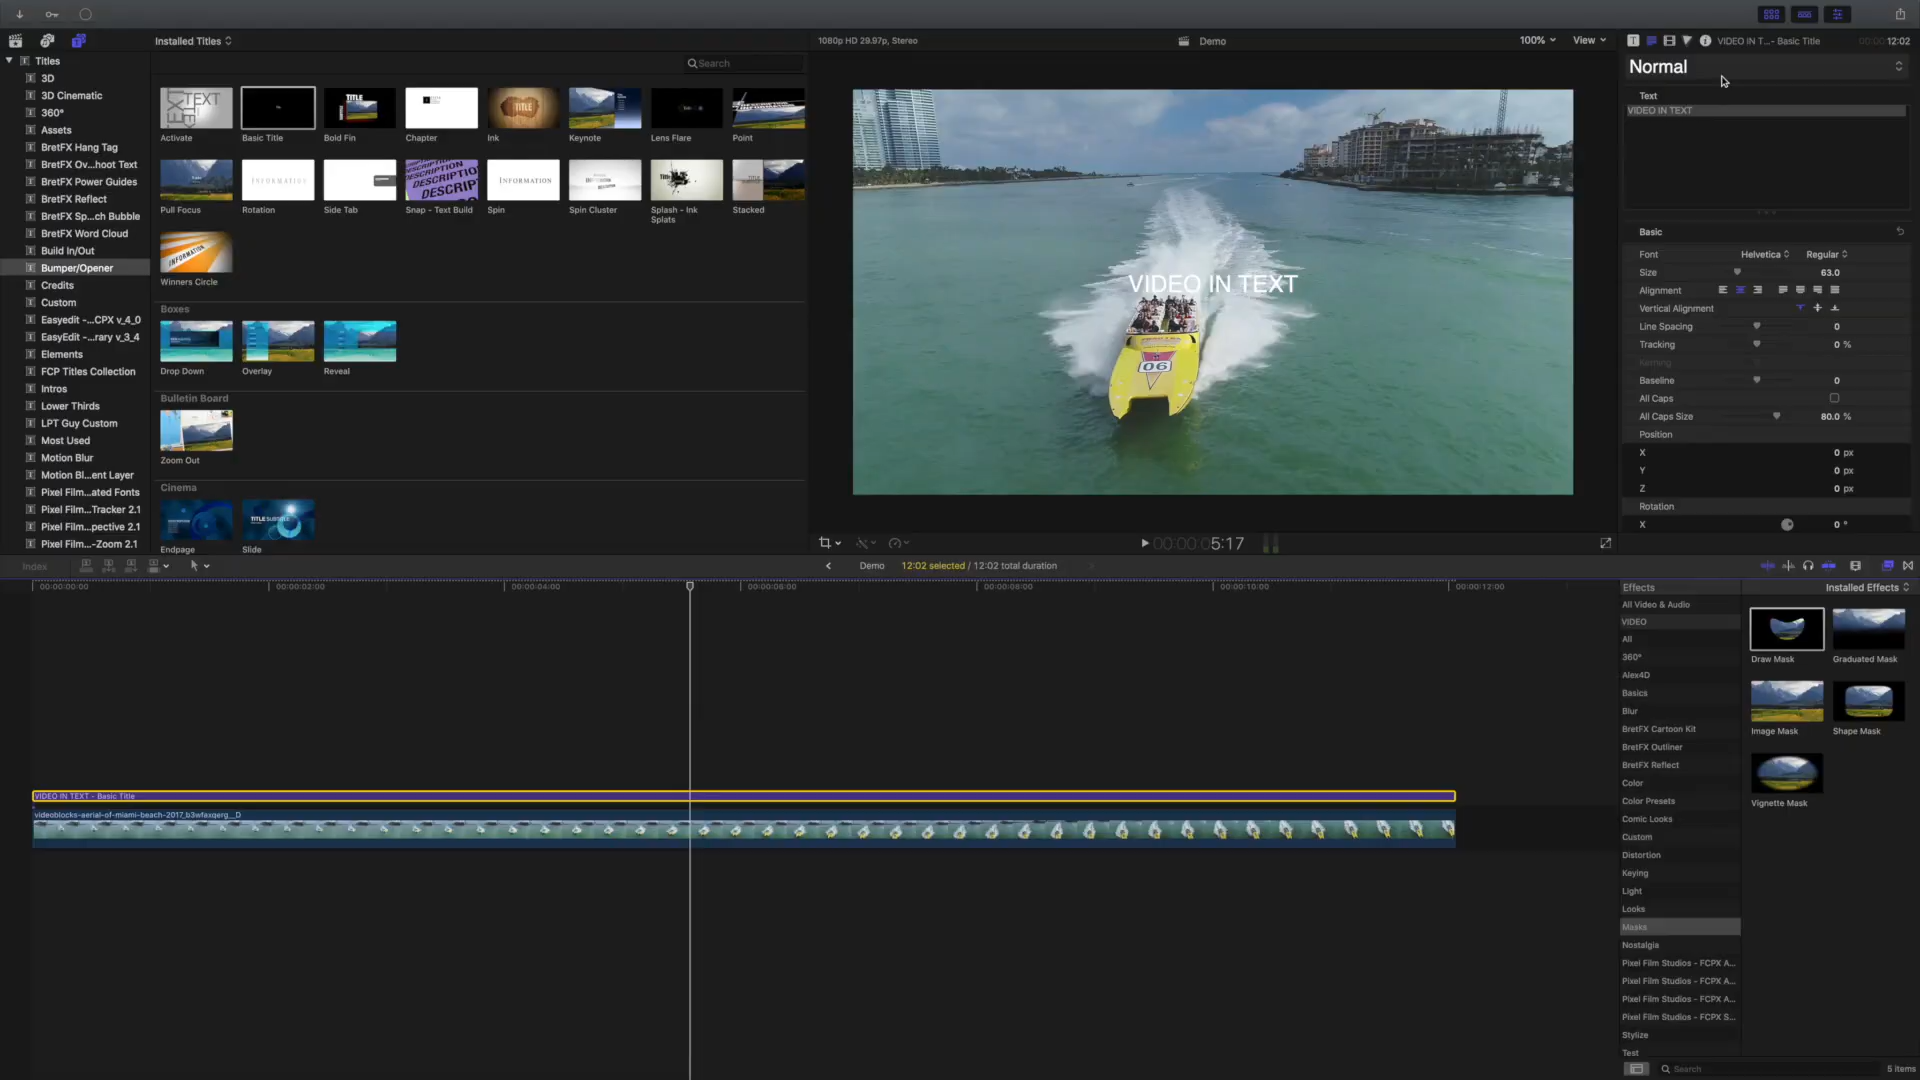 Installed Titles
1080p HD 29.97p, Stereo
Demo
100%
View
VIDEO IN T...- Basic Title
00:00:12:02
Titles
3D
3D Cinematic
360°
Assets
BretFX Hang Tag
BretFX Ov...hoot Text
BretFX Power Guides
BretFX Reflect
BretFX Sp...ch Bubble
BretFX Word Cloud
Build In/Out
Bumper/Opener
Credits
Custom
Easyedit -...CPX v_4_0
EasyEdit -...rary v_3_4
Elements
FCP Titles Collection
Intros
Lower Thirds
LPT Guy Custom
Most Used
Motion Blur
Motion Bl...ent Layer
Pixel Film...ated Fonts
Pixel Film...Tracker 2.1
Pixel Film...pective 2.1
Pixel Film...-Zoom 2.1
Search
Activate
Basic Title
Bold Fin
Chapter
Ink
Keynote
Lens Flare
Point
Pull Focus
Rotation
Side Tab
Snap - Text Build
Spin
Spin Cluster
Splash - Ink
Splats
Stacked
Winners Circle
Boxes
Drop Down
Overlay
Reveal
Bulletin Board
Zoom Out
Cinema
Endpage
Slide
VIDEO IN TEXT
06
00:00:05:17
Normal
Text
VIDEO IN TEXT
Basic
Font Helvetica Regular
Size 63.0
Alignment
Vertical Alignment
Line Spacing 0
Tracking 0 %
Kerning
Baseline 0
All Caps
All Caps Size 80.0 %
Position
X 0 px
Y 0 px
Z 0 px
Rotation
X 0 °
Index
Demo
12:02 selected / 12:02 total duration
00:00:00:00
00:00:02:00
00:00:04:00
00:00:06:00
00:00:08:00
00:00:10:00
00:00:12:00
VIDEO IN TEXT - Basic Title
videoblocks-aerial-of-miami-beach-2017_b3wfaxqerg__D
Effects
Installed Effects
All Video & Audio
VIDEO
All
360°
Alex4D
Basics
Blur
BretFX Cartoon Kit
BretFX Outliner
BretFX Reflect
Color
Color Presets
Comic Looks
Custom
Distortion
Keying
Light
Looks
Masks
Nostalgia
Pixel Film Studios - FCPX A...
Pixel Film Studios - FCPX A...
Pixel Film Studios - FCPX A...
Pixel Film Studios - FCPX S...
Stylize
Test
Draw Mask
Graduated Mask
Image Mask
Shape Mask
Vignette Mask
Search
5 items